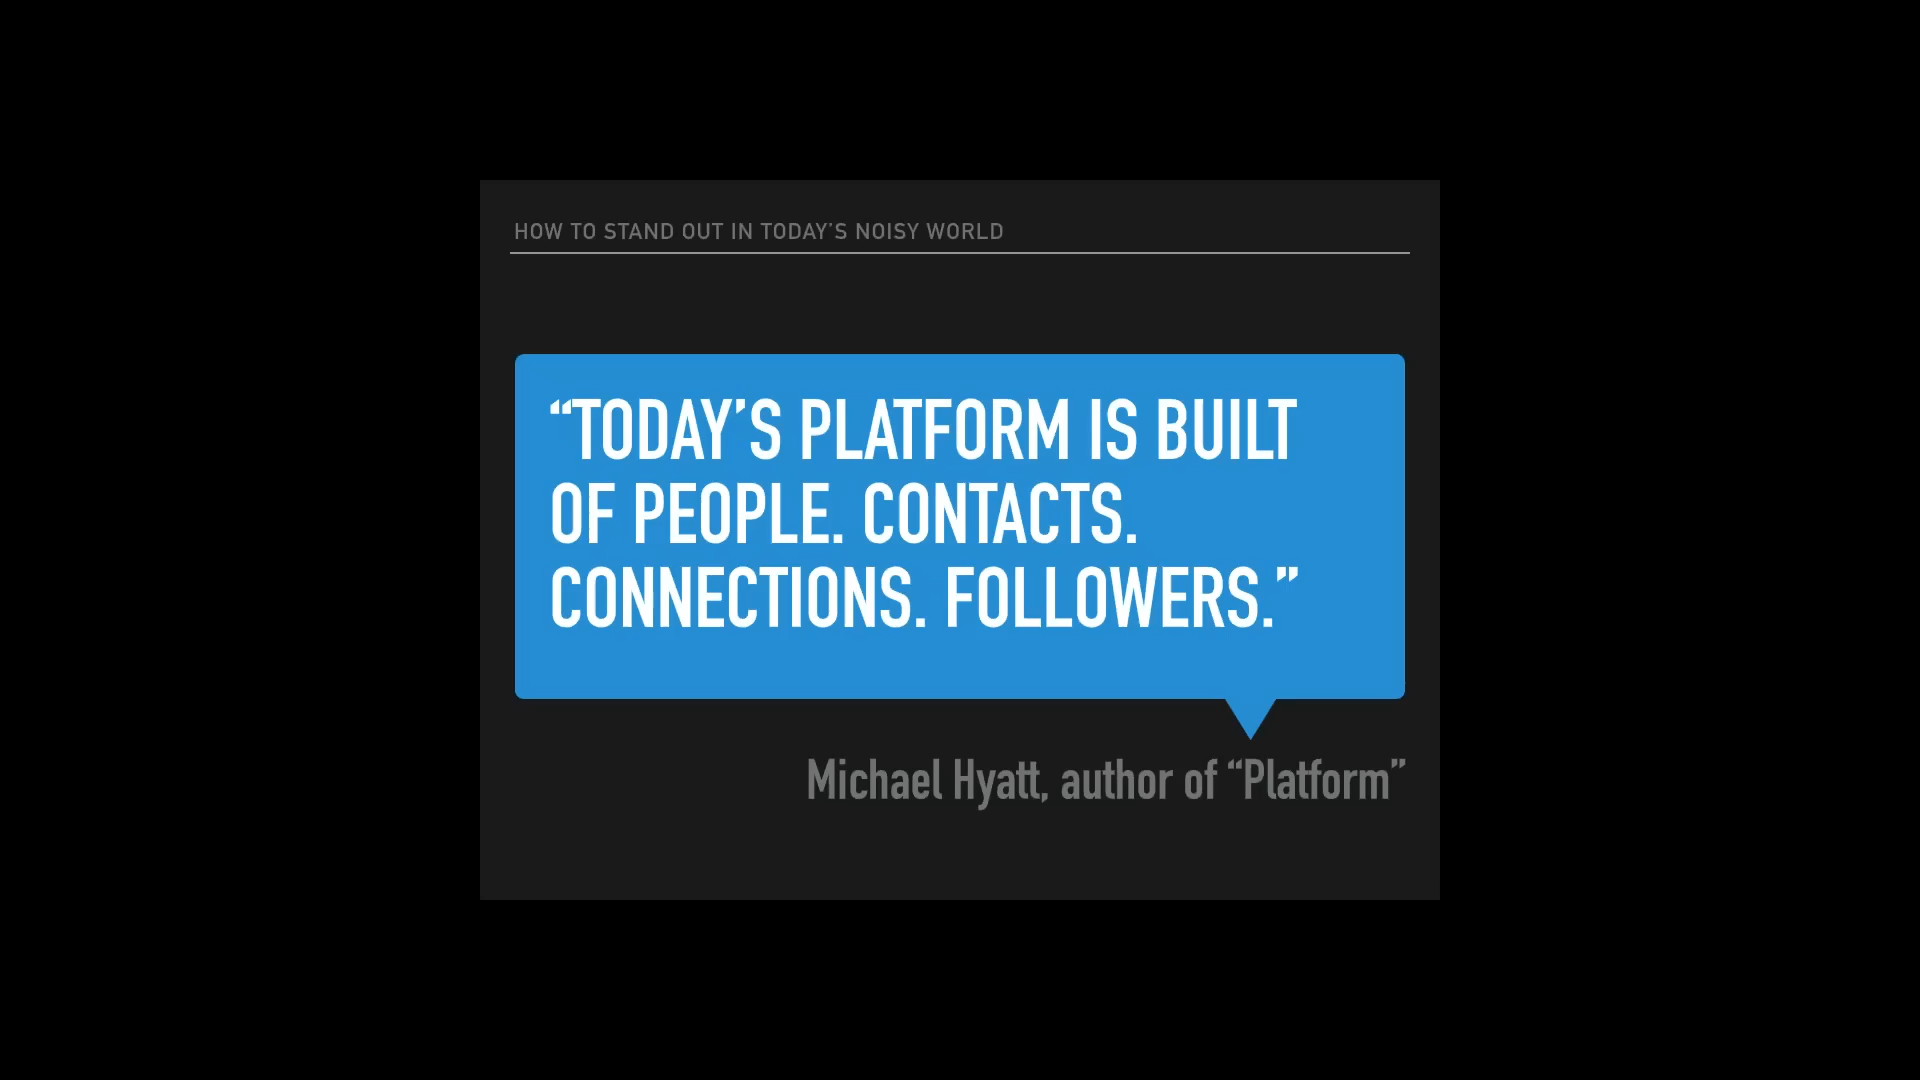 HOW TO STAND OUT IN TODAY’S NOISY WORLD
“TODAY’S PLATFORM IS BUILT
OF PEOPLE. CONTACTS.
CONNECTIONS. FOLLOWERS.”
Michael Hyatt, author of “Platform”